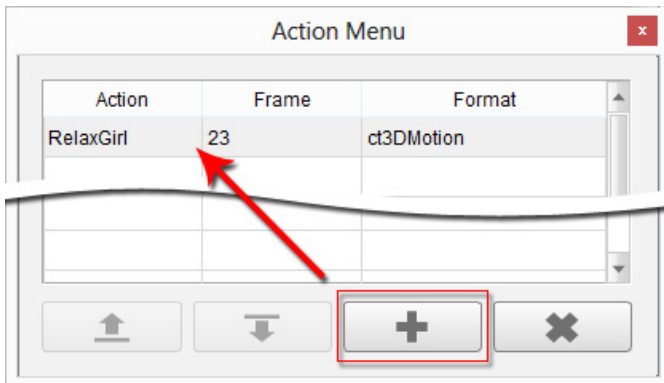 Action Menu
x
Action Frame Format
RelaxGirl 23 ct3DMotion